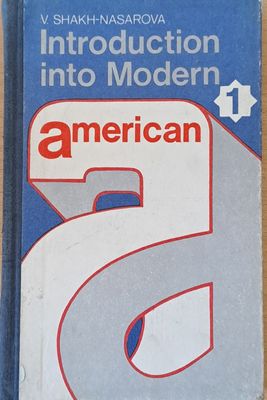 V. SHAKH-NASAROVA
Introduction
into Modern
1
american
a